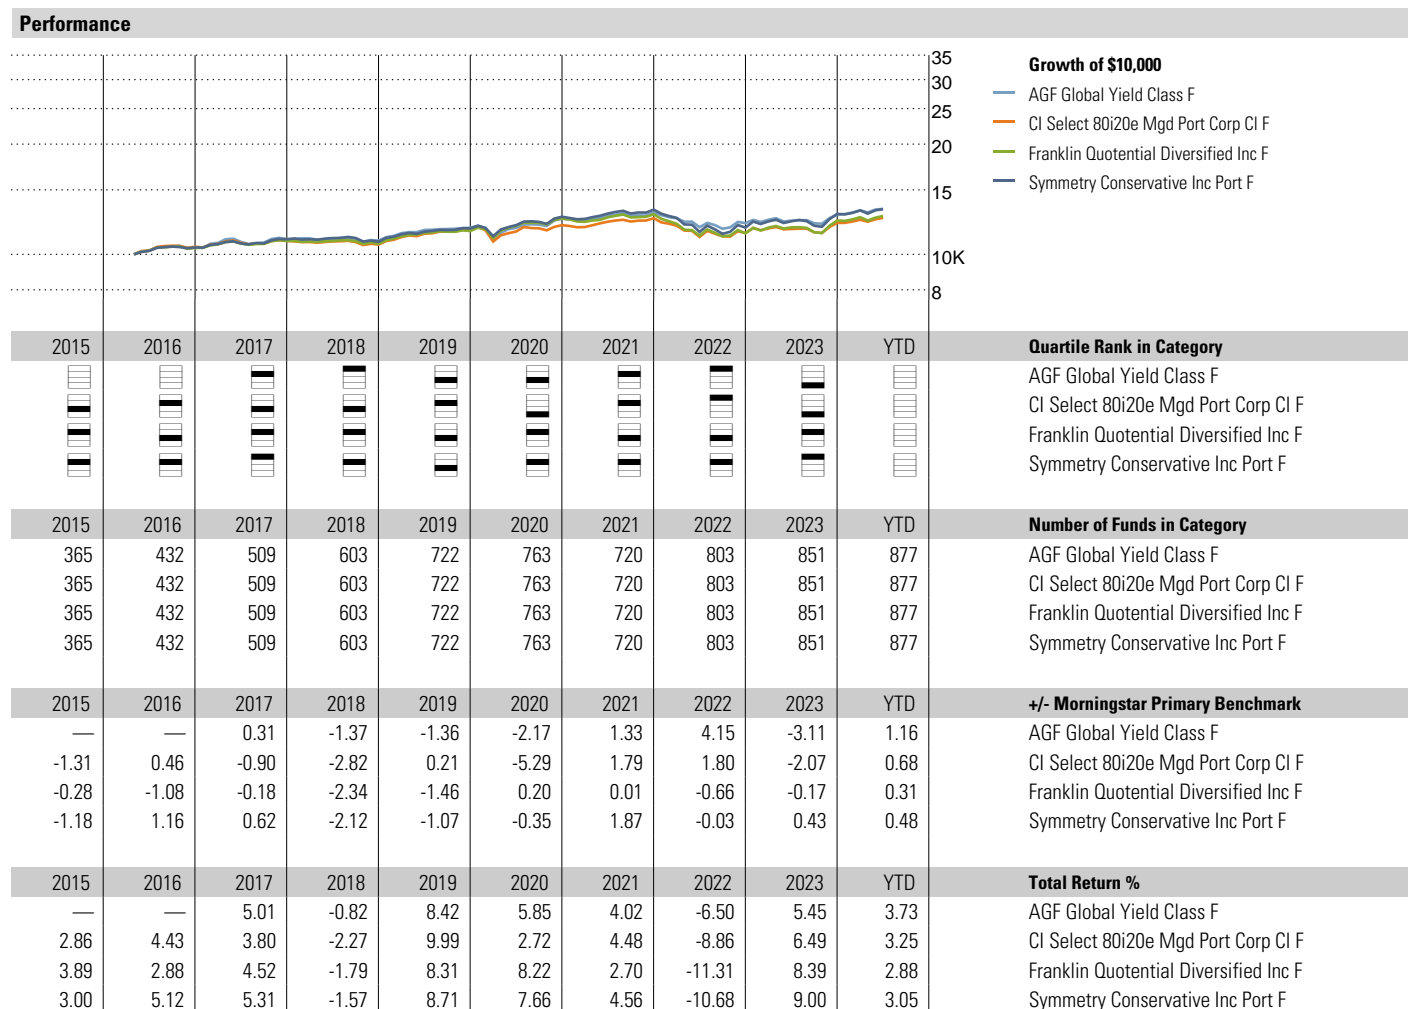 Performance
35
30
25
20
15
10K
8
Growth of $10,000
AGF Global Yield Class F
CI Select 80i20e Mgd Port Corp Cl F
Franklin Quotential Diversified Inc F
Symmetry Conservative Inc Port F
2015 2016 2017 2018 2019 2020 2021 2022 2023 YTD Quartile Rank in Category
AGF Global Yield Class F
CI Select 80i20e Mgd Port Corp Cl F
Franklin Quotential Diversified Inc F
Symmetry Conservative Inc Port F
2015 2016 2017 2018 2019 2020 2021 2022 2023 YTD Number of Funds in Category
365 432 509 603 722 763 720 803 851 877 AGF Global Yield Class F
365 432 509 603 722 763 720 803 851 877 CI Select 80i20e Mgd Port Corp Cl F
365 432 509 603 722 763 720 803 851 877 Franklin Quotential Diversified Inc F
365 432 509 603 722 763 720 803 851 877 Symmetry Conservative Inc Port F
2015 2016 2017 2018 2019 2020 2021 2022 2023 YTD +/- Morningstar Primary Benchmark
— — 0.31 -1.37 -1.36 -2.17 1.33 4.15 -3.11 1.16 AGF Global Yield Class F
-1.31 0.46 -0.90 -2.82 0.21 -5.29 1.79 1.80 -2.07 0.68 CI Select 80i20e Mgd Port Corp Cl F
-0.28 -1.08 -0.18 -2.34 -1.46 0.20 0.01 -0.66 -0.17 0.31 Franklin Quotential Diversified Inc F
-1.18 1.16 0.62 -2.12 -1.07 -0.35 1.87 -0.03 0.43 0.48 Symmetry Conservative Inc Port F
2015 2016 2017 2018 2019 2020 2021 2022 2023 YTD Total Return %
— — 5.01 -0.82 8.42 5.85 4.02 -6.50 5.45 3.73 AGF Global Yield Class F
2.86 4.43 3.80 -2.27 9.99 2.72 4.48 -8.86 6.49 3.25 CI Select 80i20e Mgd Port Corp Cl F
3.89 2.88 4.52 -1.79 8.31 8.22 2.70 -11.31 8.39 2.88 Franklin Quotential Diversified Inc F
3.00 5.12 5.31 -1.57 8.71 7.66 4.56 -10.68 9.00 3.05 Symmetry Conservative Inc Port F